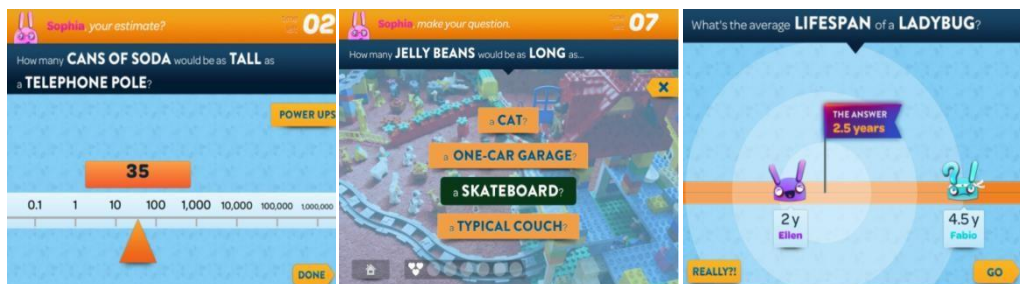 Sophia, your estimate?
02
How many CANS OF SODA would be as TALL as
a TELEPHONE POLE?
POWER UPS
35
0.1 1 10 100 1,000 10,000 100,000 1,000,000
DONE
Sophia, make your question.
07
How many JELLY BEANS would be as LONG as...
X
a CAT?
a ONE-CAR GARAGE?
a SKATEBOARD?
a TYPICAL COUCH?
What's the average LIFESPAN of a LADYBUG?
THE ANSWER
2.5 years
2 y
Ellen
4.5 y
Fabio
REALLY?!
GO